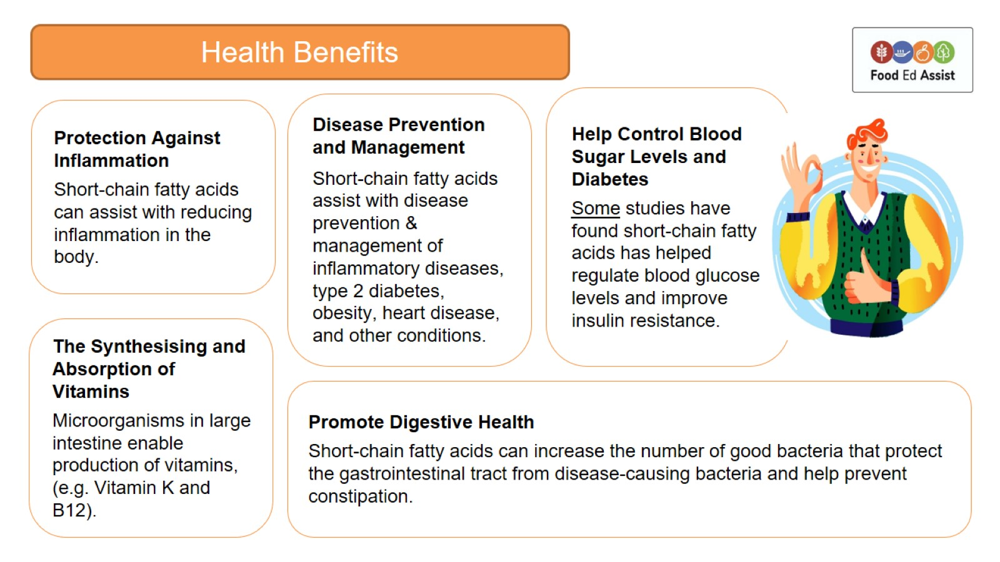 Health Benefits
Food Ed Assist
Protection Against
Inflammation
Short-chain fatty acids
can assist with reducing
inflammation in the
body.
Disease Prevention
and Management
Short-chain fatty acids
assist with disease
prevention &
management of
inflammatory diseases,
type 2 diabetes,
obesity, heart disease,
and other conditions.
Help Control Blood
Sugar Levels and
Diabetes
Some studies have
found short-chain fatty
acids has helped
regulate blood glucose
levels and improve
insulin resistance.
The Synthesising and
Absorption of
Vitamins
Microorganisms in large
intestine enable
production of vitamins,
(e.g. Vitamin K and
B12).
Promote Digestive Health
Short-chain fatty acids can increase the number of good bacteria that protect
the gastrointestinal tract from disease-causing bacteria and help prevent
constipation.